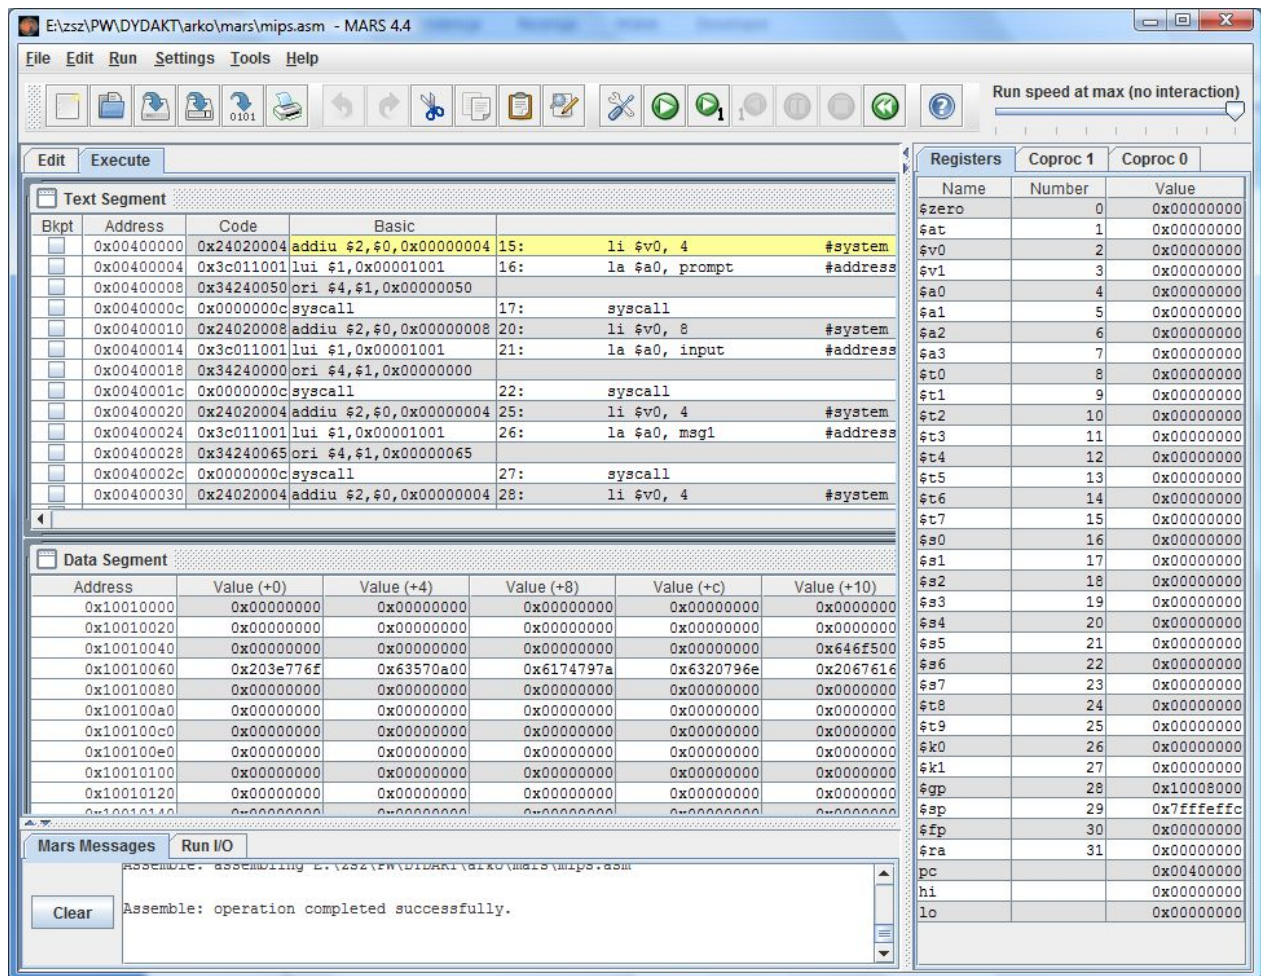 E:\zsz\PW\DYDAKT\arko\mars\mips.asm - MARS 4.4
File Edit Run Settings Tools Help
Run speed at max (no interaction)
Edit Execute
Text Segment
Bkpt Address Code Basic
0x00400000 0x24020004 addiu $2,$0,0x00000004 15: li $v0, 4 #system
0x00400004 0x3c011001 lui $1,0x00001001 16: la $a0, prompt #address
0x00400008 0x34240050 ori $4,$1,0x00000050
0x0040000c 0x0000000c syscall 17: syscall
0x00400010 0x24020008 addiu $2,$0,0x00000008 20: li $v0, 8 #system
0x00400014 0x3c011001 lui $1,0x00001001 21: la $a0, input #address
0x00400018 0x34240000 ori $4,$1,0x00000000
0x0040001c 0x0000000c syscall 22: syscall
0x00400020 0x24020004 addiu $2,$0,0x00000004 25: li $v0, 4 #system
0x00400024 0x3c011001 lui $1,0x00001001 26: la $a0, msg1 #address
0x00400028 0x34240065 ori $4,$1,0x00000065
0x0040002c 0x0000000c syscall 27: syscall
0x00400030 0x24020004 addiu $2,$0,0x00000004 28: li $v0, 4 #system
Data Segment
Address Value (+0) Value (+4) Value (+8) Value (+c) Value (+10)
0x10010000 0x00000000 0x00000000 0x00000000 0x00000000 0x0000000
0x10010020 0x00000000 0x00000000 0x00000000 0x00000000 0x0000000
0x10010040 0x00000000 0x00000000 0x00000000 0x00000000 0x646f500
0x10010060 0x203e776f 0x63570a00 0x6174797a 0x6320796e 0x2067616
0x10010080 0x00000000 0x00000000 0x00000000 0x00000000 0x0000000
0x100100a0 0x00000000 0x00000000 0x00000000 0x00000000 0x0000000
0x100100c0 0x00000000 0x00000000 0x00000000 0x00000000 0x0000000
0x100100e0 0x00000000 0x00000000 0x00000000 0x00000000 0x0000000
0x10010100 0x00000000 0x00000000 0x00000000 0x00000000 0x0000000
0x10010120 0x00000000 0x00000000 0x00000000 0x00000000 0x0000000
0x10010140 0x00000000 0x00000000 0x00000000 0x00000000 0x0000000
Mars Messages Run I/O
Assemble: assembling E:\zsz\PW\DYDAKT\arko\mars\mips.asm
Clear
Assemble: operation completed successfully.
Registers Coproc 1 Coproc 0
Name Number Value
$zero 0 0x00000000
$at 1 0x00000000
$v0 2 0x00000000
$v1 3 0x00000000
$a0 4 0x00000000
$a1 5 0x00000000
$a2 6 0x00000000
$a3 7 0x00000000
$t0 8 0x00000000
$t1 9 0x00000000
$t2 10 0x00000000
$t3 11 0x00000000
$t4 12 0x00000000
$t5 13 0x00000000
$t6 14 0x00000000
$t7 15 0x00000000
$s0 16 0x00000000
$s1 17 0x00000000
$s2 18 0x00000000
$s3 19 0x00000000
$s4 20 0x00000000
$s5 21 0x00000000
$s6 22 0x00000000
$s7 23 0x00000000
$t8 24 0x00000000
$t9 25 0x00000000
$k0 26 0x00000000
$k1 27 0x00000000
$gp 28 0x10008000
$sp 29 0x7fffeffc
$fp 30 0x00000000
$ra 31 0x00000000
pc 0x00400000
hi 0x00000000
lo 0x00000000